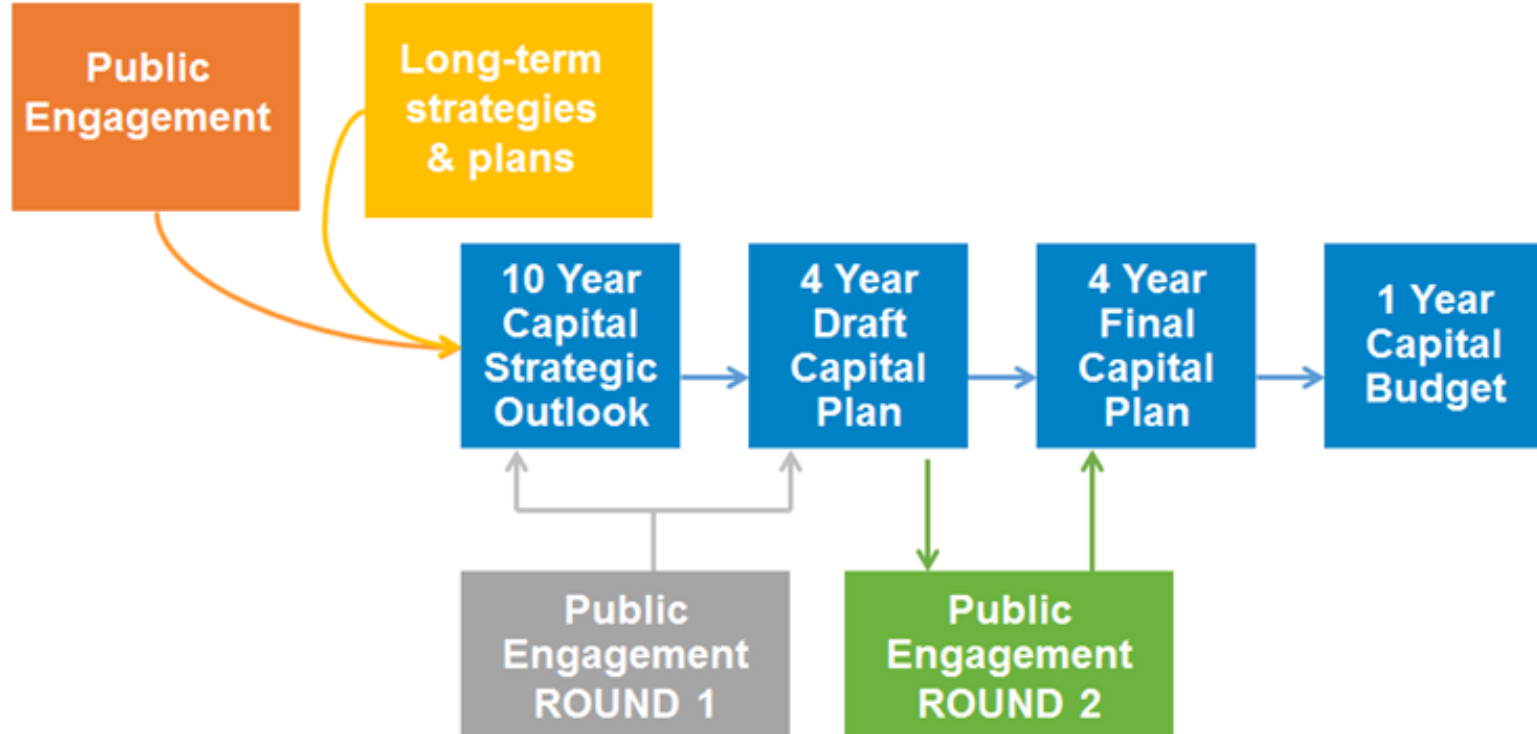 Public
Engagement
Long-term
strategies
& plans
10 Year
Capital
Strategic
Outlook
4 Year
Draft
Capital
Plan
4 Year
Final
Capital
Plan
1 Year
Capital
Budget
Public
Engagement
ROUND 1
Public
Engagement
ROUND 2